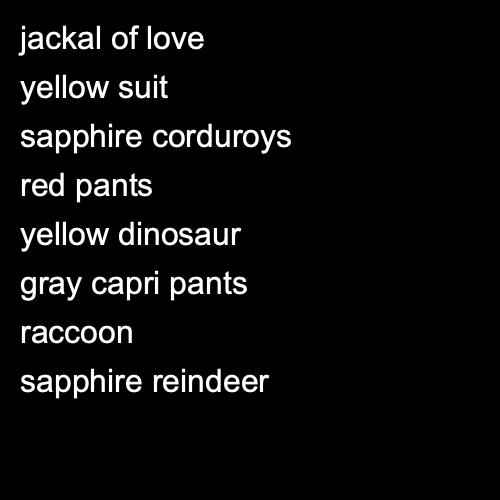 jackal of love
yellow suit
sapphire corduroys
red pants
yellow dinosaur
gray capri pants
raccoon
sapphire reindeer